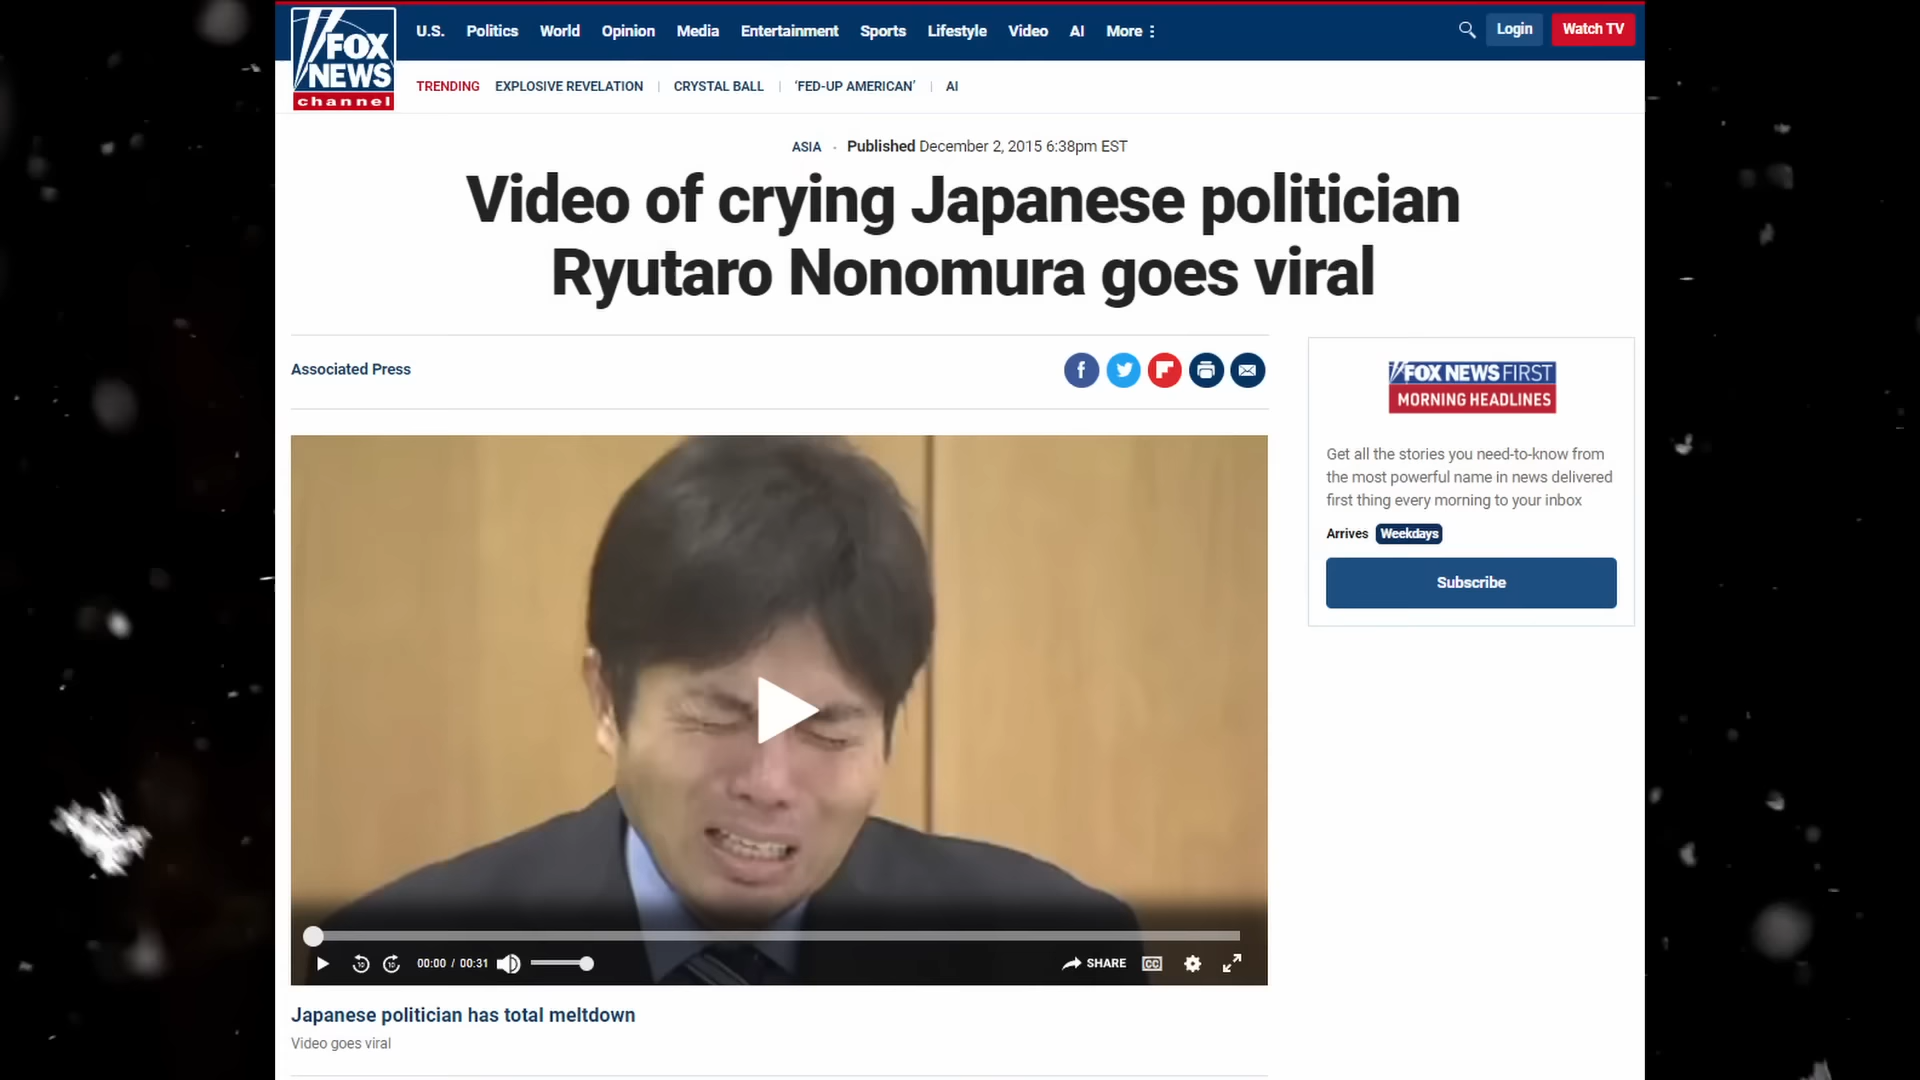 FOX
NEWS
channel
U.S. Politics World Opinion Media Entertainment Sports Lifestyle Video AI More
Login
Watch TV
TRENDING EXPLOSIVE REVELATION | CRYSTAL BALL | ‘FED-UP AMERICAN’ | AI
ASIA · Published December 2, 2015 6:38pm EST
Video of crying Japanese politician
Ryutaro Nonomura goes viral
Associated Press
FOX NEWS FIRST
MORNING HEADLINES
Get all the stories you need-to-know from
the most powerful name in news delivered
first thing every morning to your inbox
Arrives Weekdays
Subscribe
10 10 00:00 / 00:31 SHARE CC
Japanese politician has total meltdown
Video goes viral